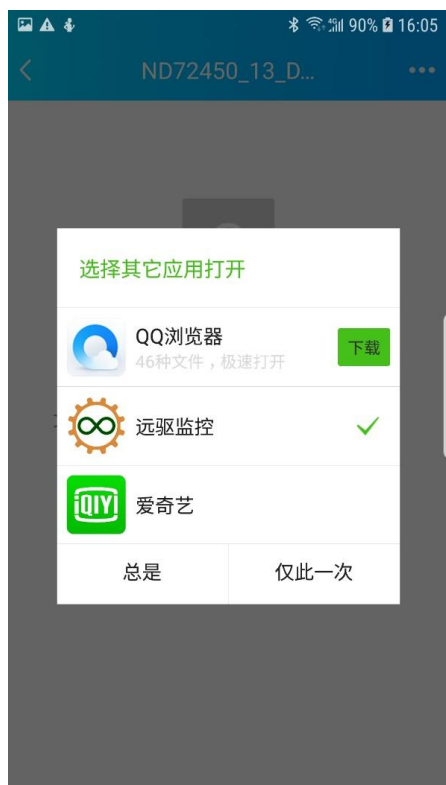 90% 16:05
ND72450_13_D...
选择其它应用打开
QQ浏览器
46种文件，极速打开
下载
远驱监控
iQIYI
爱奇艺
总是
仅此一次